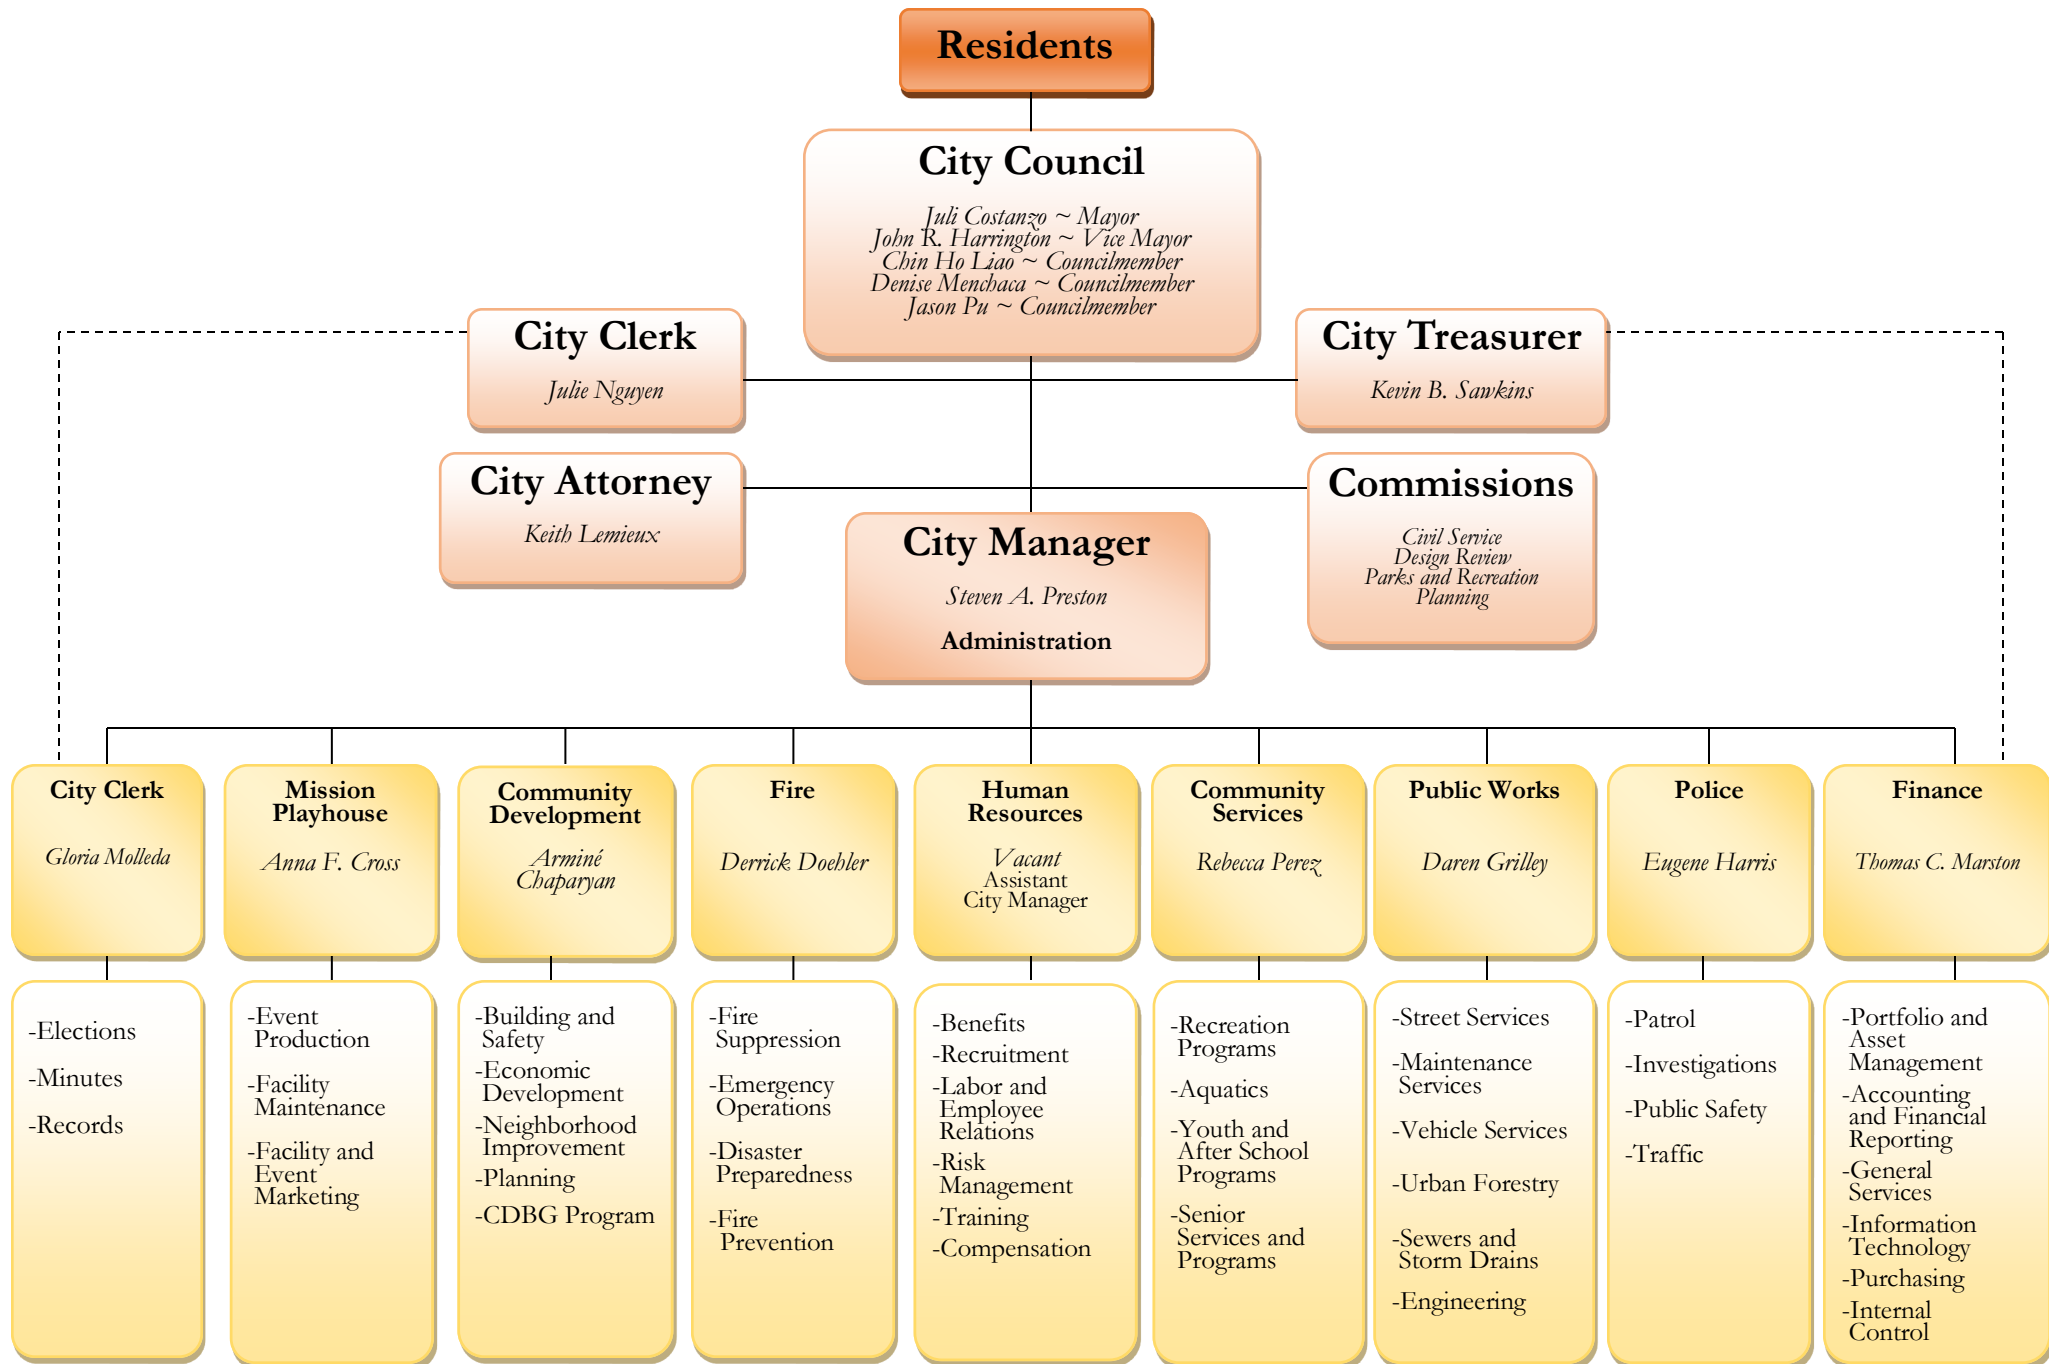 Residents
City Council
Juli Costanzo ~ Mayor
John R. Harrington ~ Vice Mayor
Chin Ho Liao ~ Councilmember
Denise Menchaca ~ Councilmember
Jason Pu ~ Councilmember
City Clerk
Julie Nguyen
City Treasurer
Kevin B. Sawkins
City Attorney
Keith Lemieux
Commissions
Civil Service
Design Review
Parks and Recreation
Planning
City Manager
Steven A. Preston
Administration
City Clerk
Gloria Molleda
Mission
Playhouse
Anna F. Cross
Community
Development
Arminé
Chaparyan
Fire
Derrick Doehler
Human
Resources
Vacant
Assistant
City Manager
Community
Services
Rebecca Perez
Public Works
Daren Grilley
Police
Eugene Harris
Finance
Thomas C. Marston
-Elections
-Minutes
-Records
-Event
Production
-Facility
Maintenance
-Facility and
Event
Marketing
-Building and
Safety
-Economic
Development
-Neighborhood
Improvement
-Planning
-CDBG Program
-Fire
Suppression
-Emergency
Operations
-Disaster
Preparedness
-Fire
Prevention
-Benefits
-Recruitment
-Labor and
Employee
Relations
-Risk
Management
-Training
-Compensation
-Recreation
Programs
-Aquatics
-Youth and
After School
Programs
-Senior
Services and
Programs
-Street Services
-Maintenance
Services
-Vehicle Services
-Urban Forestry
-Sewers and
Storm Drains
-Engineering
-Patrol
-Investigations
-Public Safety
-Traffic
-Portfolio and
Asset
Management
-Accounting
and Financial
Reporting
-General
Services
-Information
Technology
-Purchasing
-Internal
Control